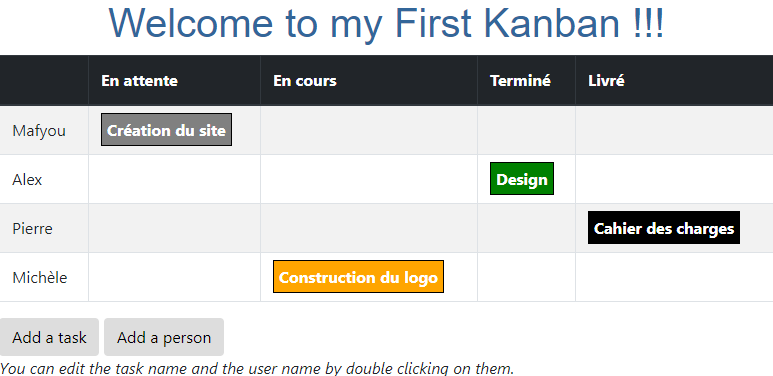 Welcome to my First Kanban !!!
En attente En cours Terminé Livré
Mafyou Création du site
Alex Design
Pierre Cahier des charges
Michèle Construction du logo
Add a task Add a person
You can edit the task name and the user name by double clicking on them.